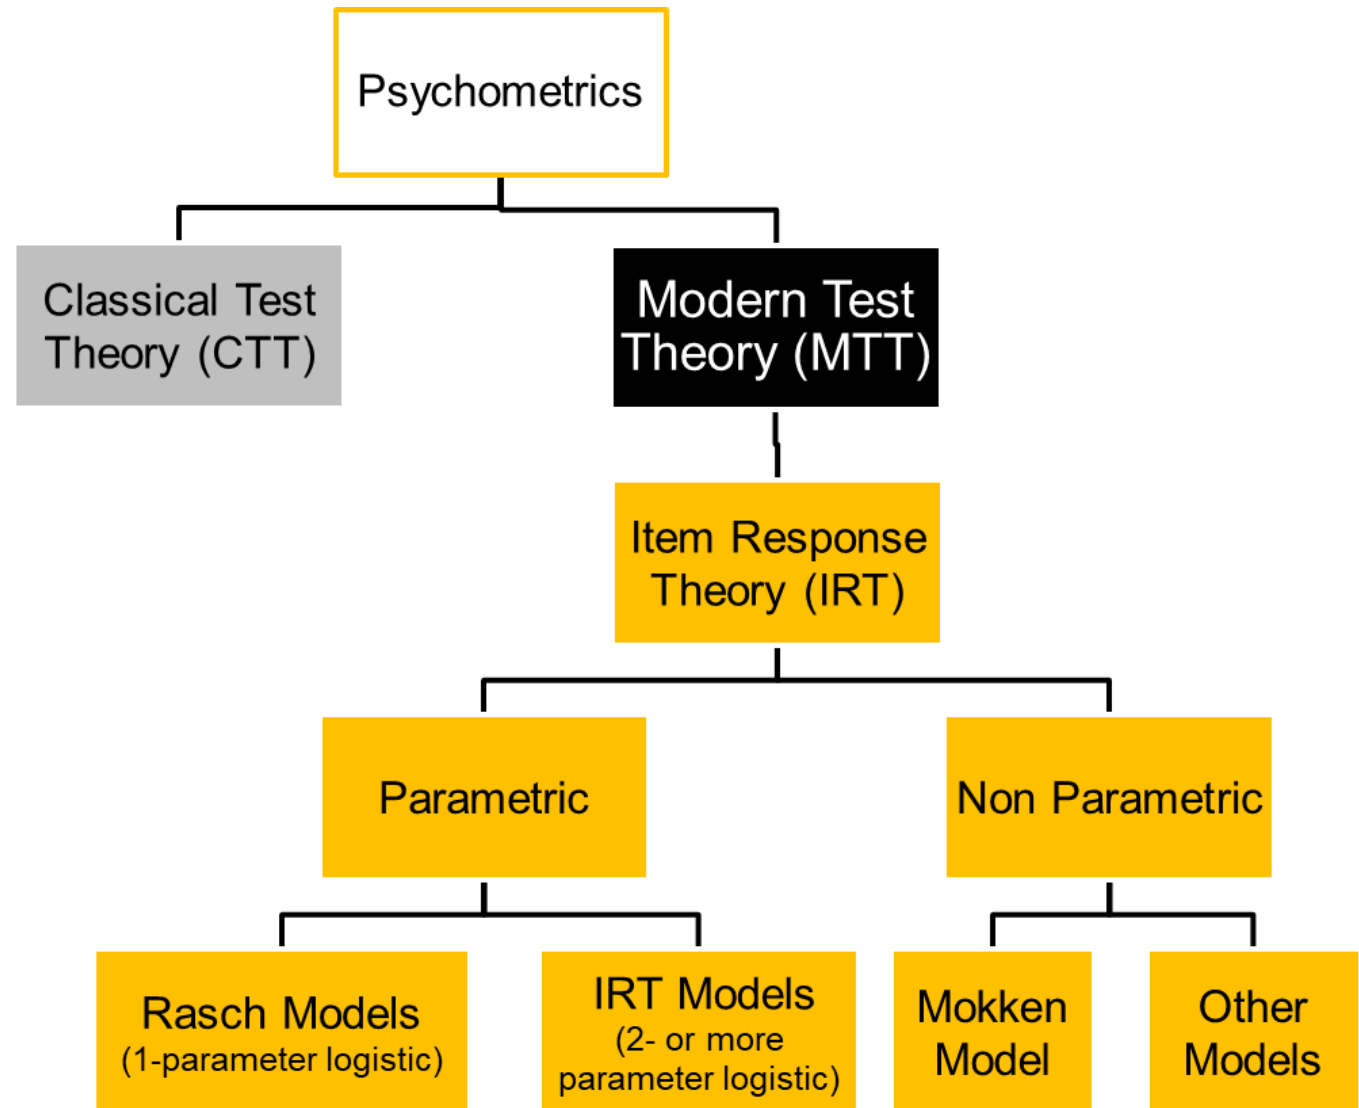 Psychometrics
Classical Test
Theory (CTT)
Modern Test
Theory (MTT)
Item Response
Theory (IRT)
Parametric
Non Parametric
Rasch Models
(1-parameter logistic)
IRT Models
(2- or more
parameter logistic)
Mokken
Model
Other
Models